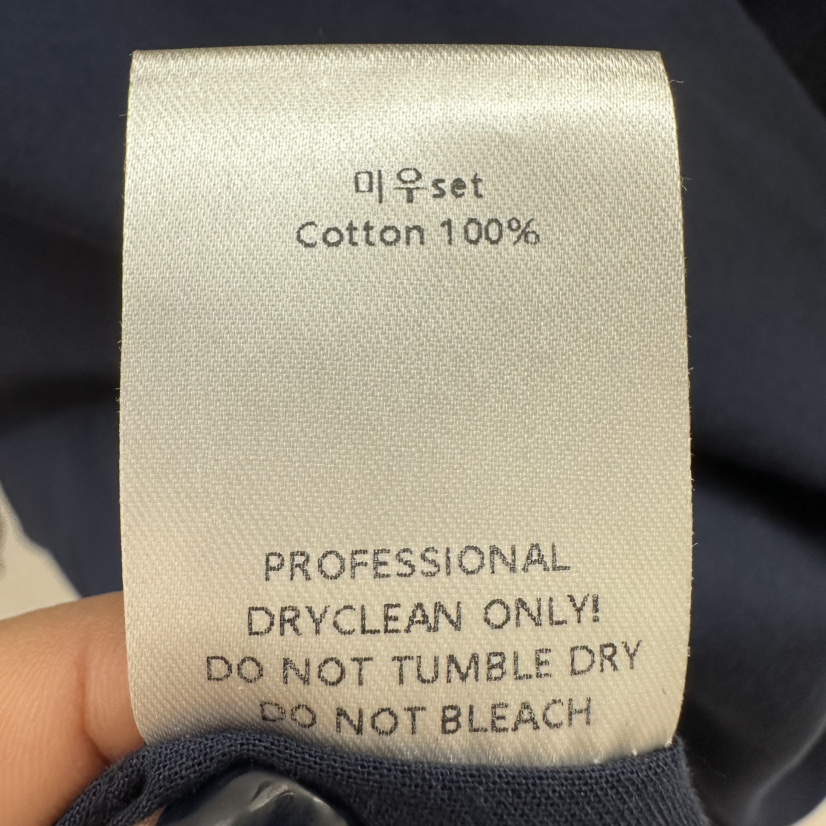 미우set
Cotton 100%
PROFESSIONAL
DRYCLEAN ONLY!
DO NOT TUMBLE DRY
DO NOT BLEACH